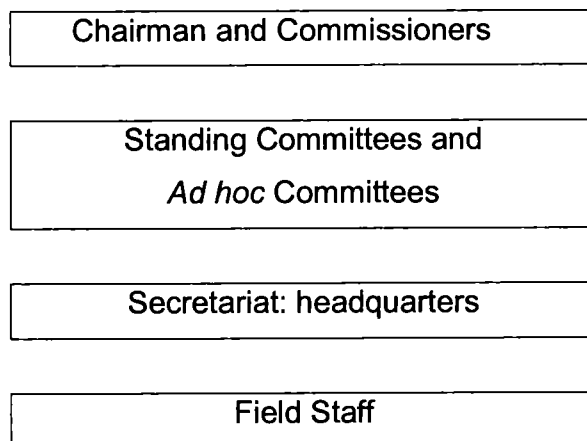 Chairman and Commissioners
Standing Committees and
Ad hoc Committees
Secretariat: headquarters
Field Staff